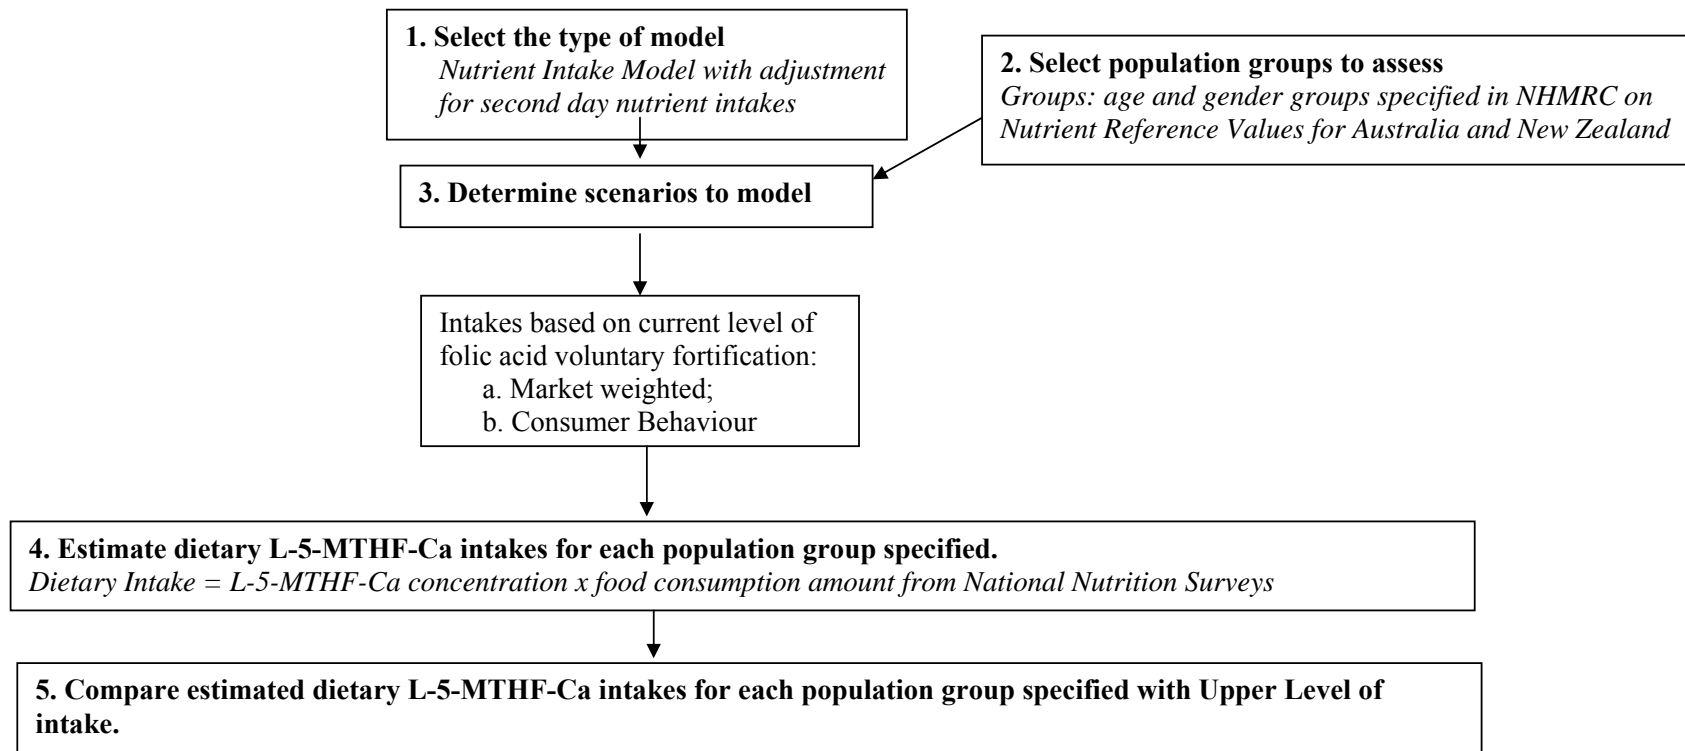 1. Select the type of model
Nutrient Intake Model with adjustment
for second day nutrient intakes
2. Select population groups to assess
Groups: age and gender groups specified in NHMRC on
Nutrient Reference Values for Australia and New Zealand
3. Determine scenarios to model
Intakes based on current level of
folic acid voluntary fortification:
a. Market weighted;
b. Consumer Behaviour
4. Estimate dietary L-5-MTHF-Ca intakes for each population group specified.
Dietary Intake = L-5-MTHF-Ca concentration x food consumption amount from National Nutrition Surveys
5. Compare estimated dietary L-5-MTHF-Ca intakes for each population group specified with Upper Level of
intake.